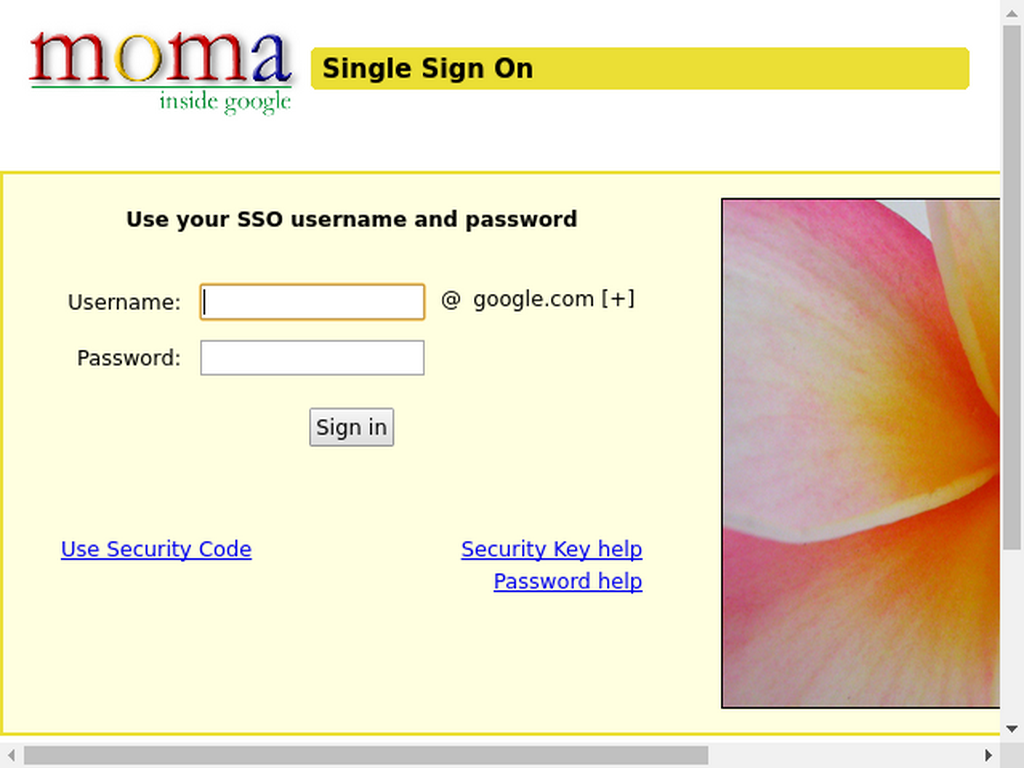 moma
inside google
Single Sign On
Use your SSO username and password
Username: @ google.com [+]
Password:
Sign in
Use Security Code
Security Key help
Password help